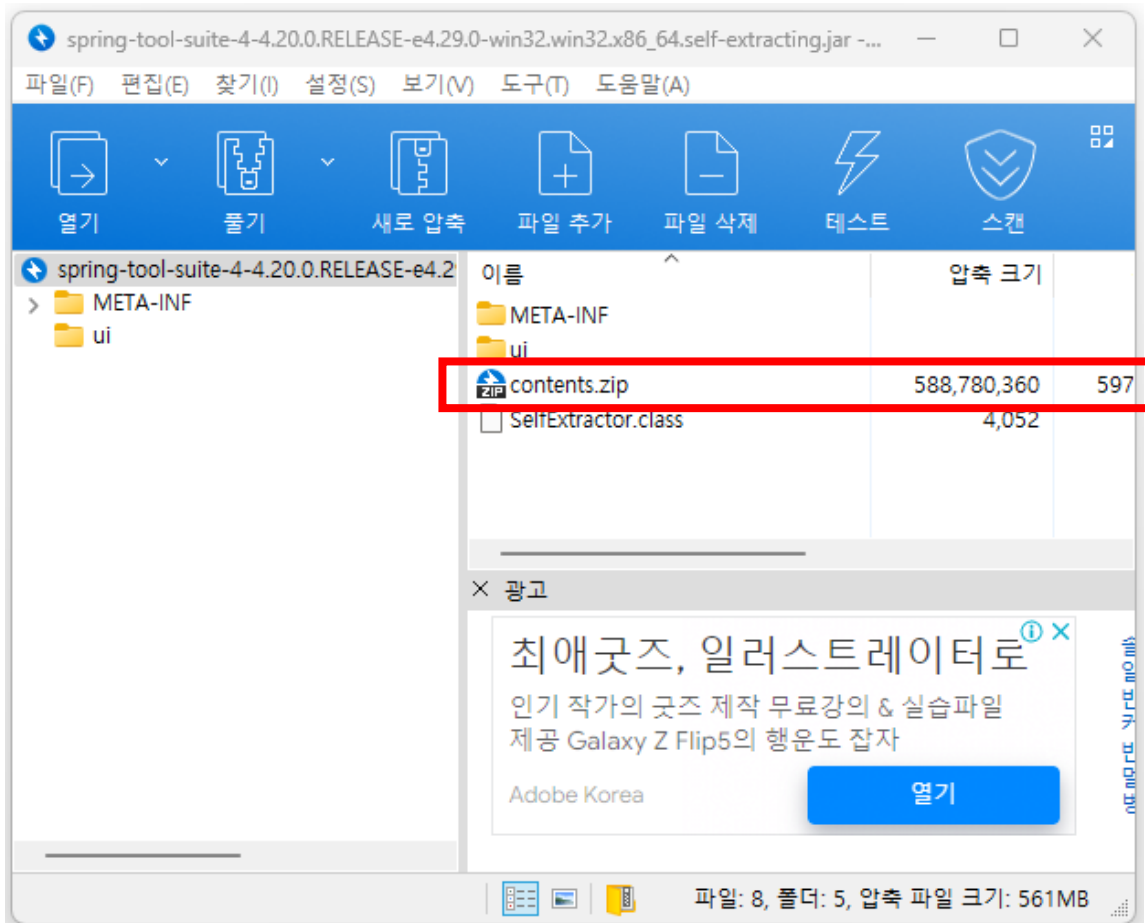 spring-tool-suite-4-4.20.0.RELEASE-e4.29.0-win32.win32.x86_64.self-extracting.jar -...
파일(F) 편집(E) 찾기(I) 설정(S) 보기(V) 도구(T) 도움말(A)
열기 풀기 새로 압축 파일 추가 파일 삭제 테스트 스캔
spring-tool-suite-4-4.20.0.RELEASE-e4.2
META-INF
ui
이름 압축 크기
META-INF
ui
contents.zip 588,780,360 597
SelfExtractor.class 4,052
광고
최애굿즈, 일러스트레이터로
인기 작가의 굿즈 제작 무료강의 & 실습파일
제공 Galaxy Z Flip5의 행운도 잡자
Adobe Korea 열기
파일: 8, 폴더: 5, 압축 파일 크기: 561MB